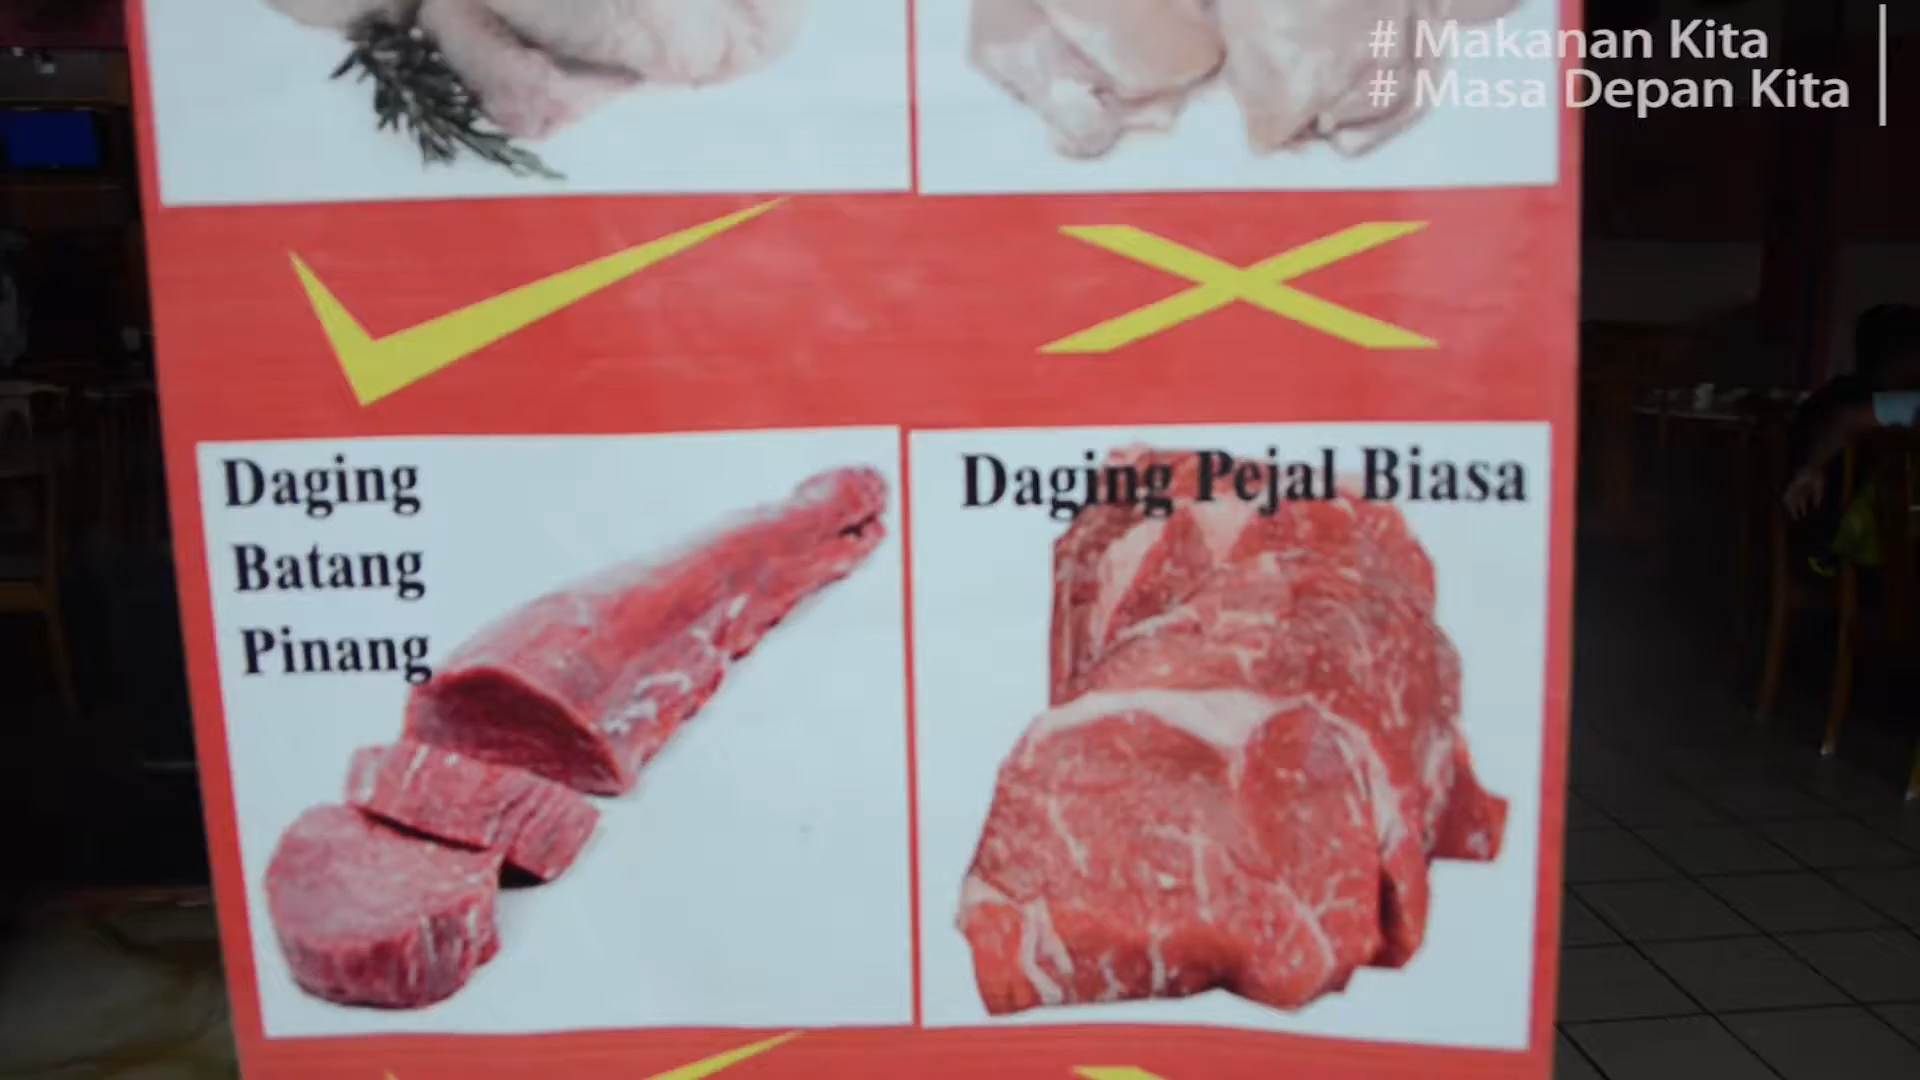 # Makanan Kita
# Masa Depan Kita
Daging
Batang
Pinang
Daging Pejal Biasa